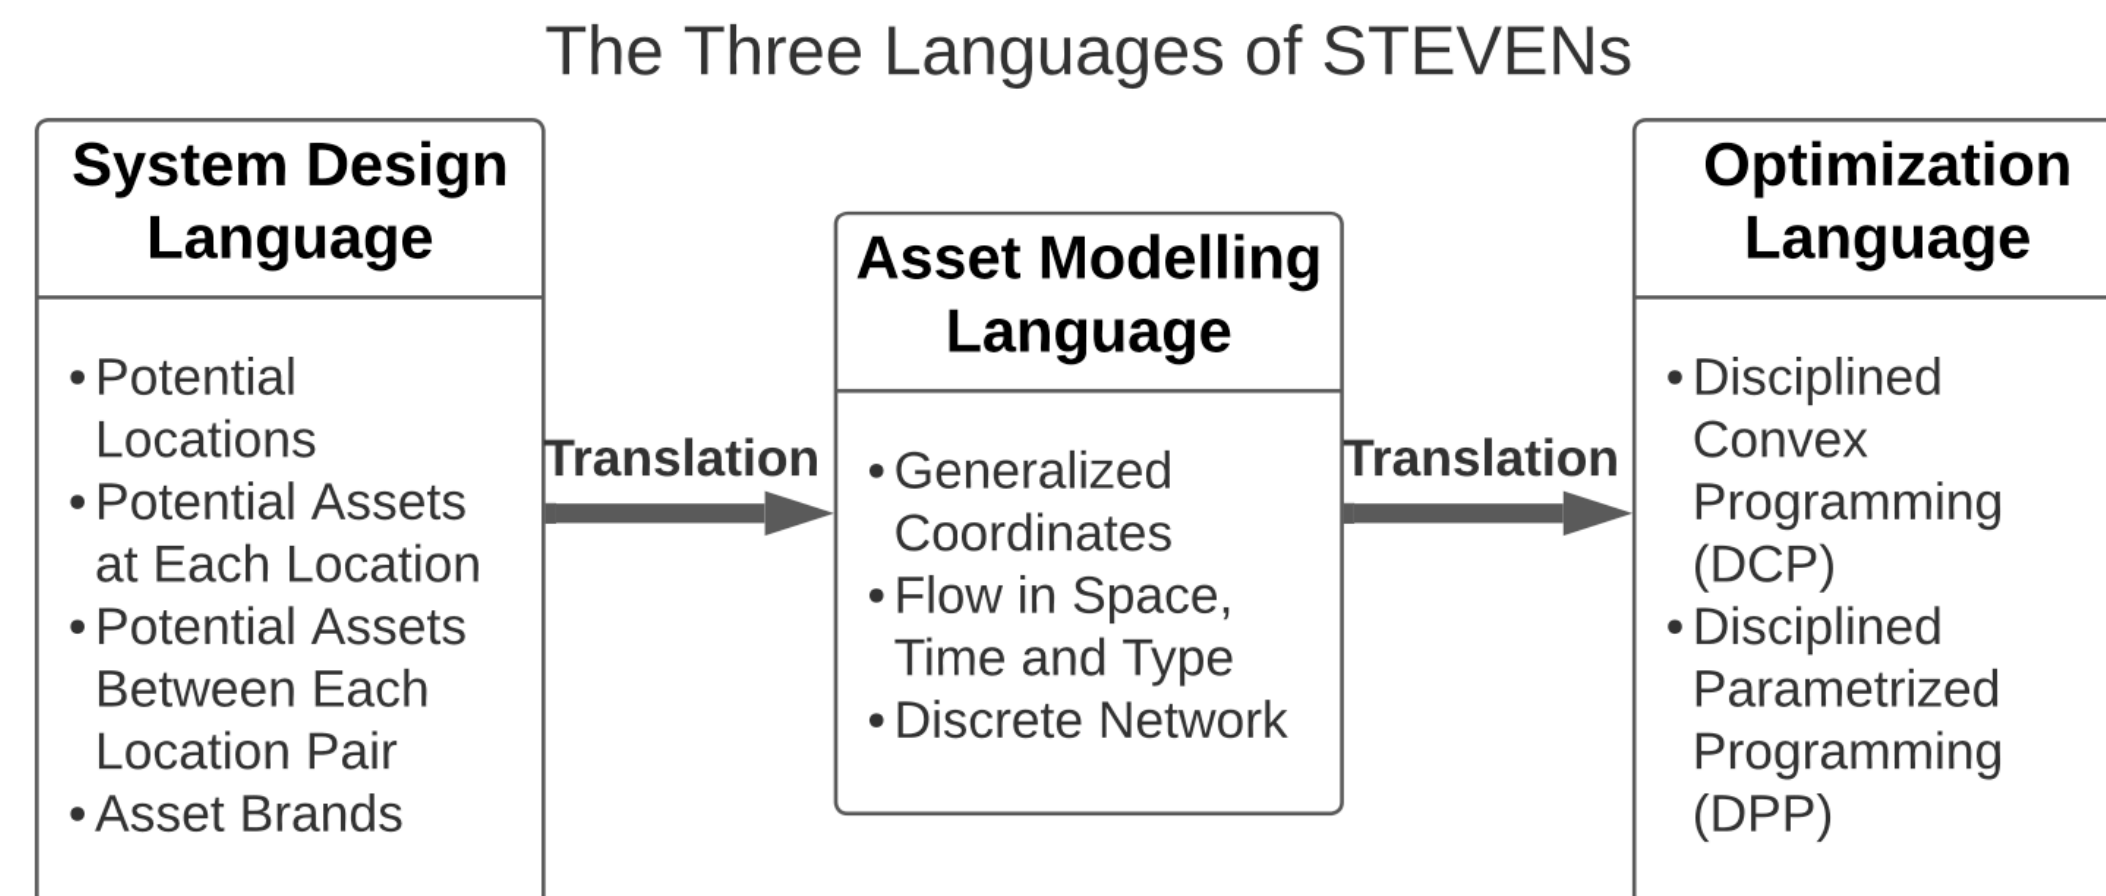 The Three Languages of STEVENs
System Design
Language
• Potential
Locations
• Potential Assets
at Each Location
• Potential Assets
Between Each
Location Pair
• Asset Brands
Translation
Asset Modelling
Language
• Generalized
Coordinates
• Flow in Space,
Time and Type
• Discrete Network
Translation
Optimization
Language
• Disciplined
Convex
Programming
(DCP)
• Disciplined
Parametrized
Programming
(DPP)